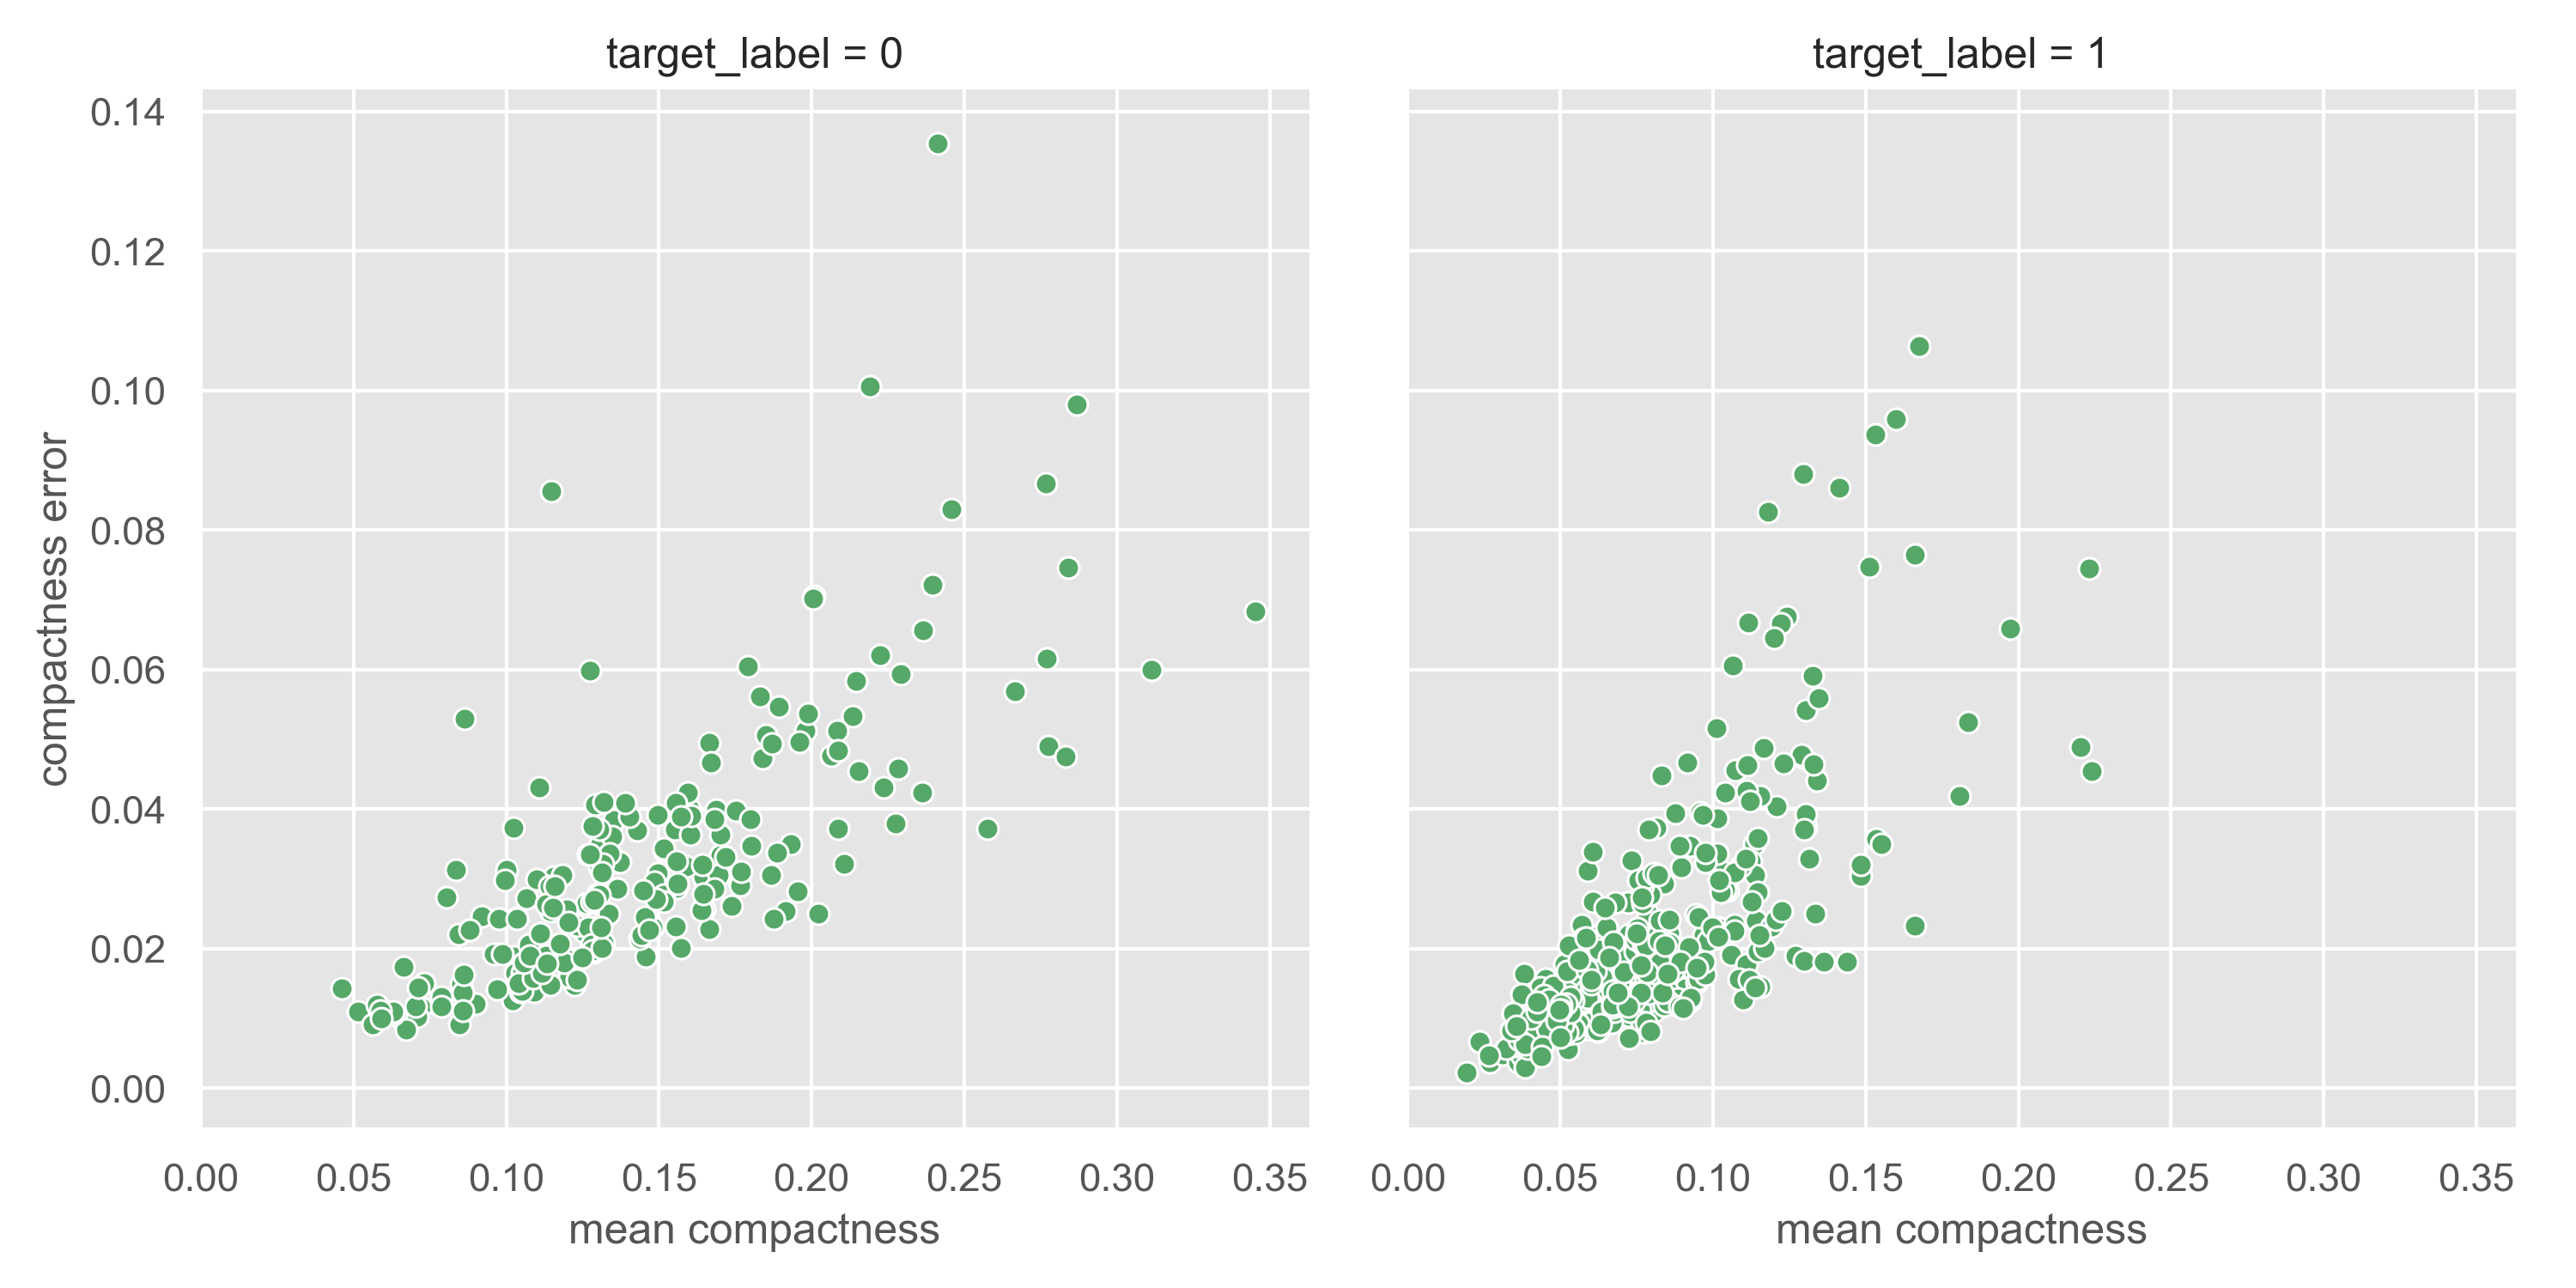 target_label = 0
target_label = 1
0.14
0.12
0.10
0.08
0.06
0.04
0.02
0.00
compactness error
0.00 0.05 0.10 0.15 0.20 0.25 0.30 0.35
0.00 0.05 0.10 0.15 0.20 0.25 0.30 0.35
mean compactness
mean compactness